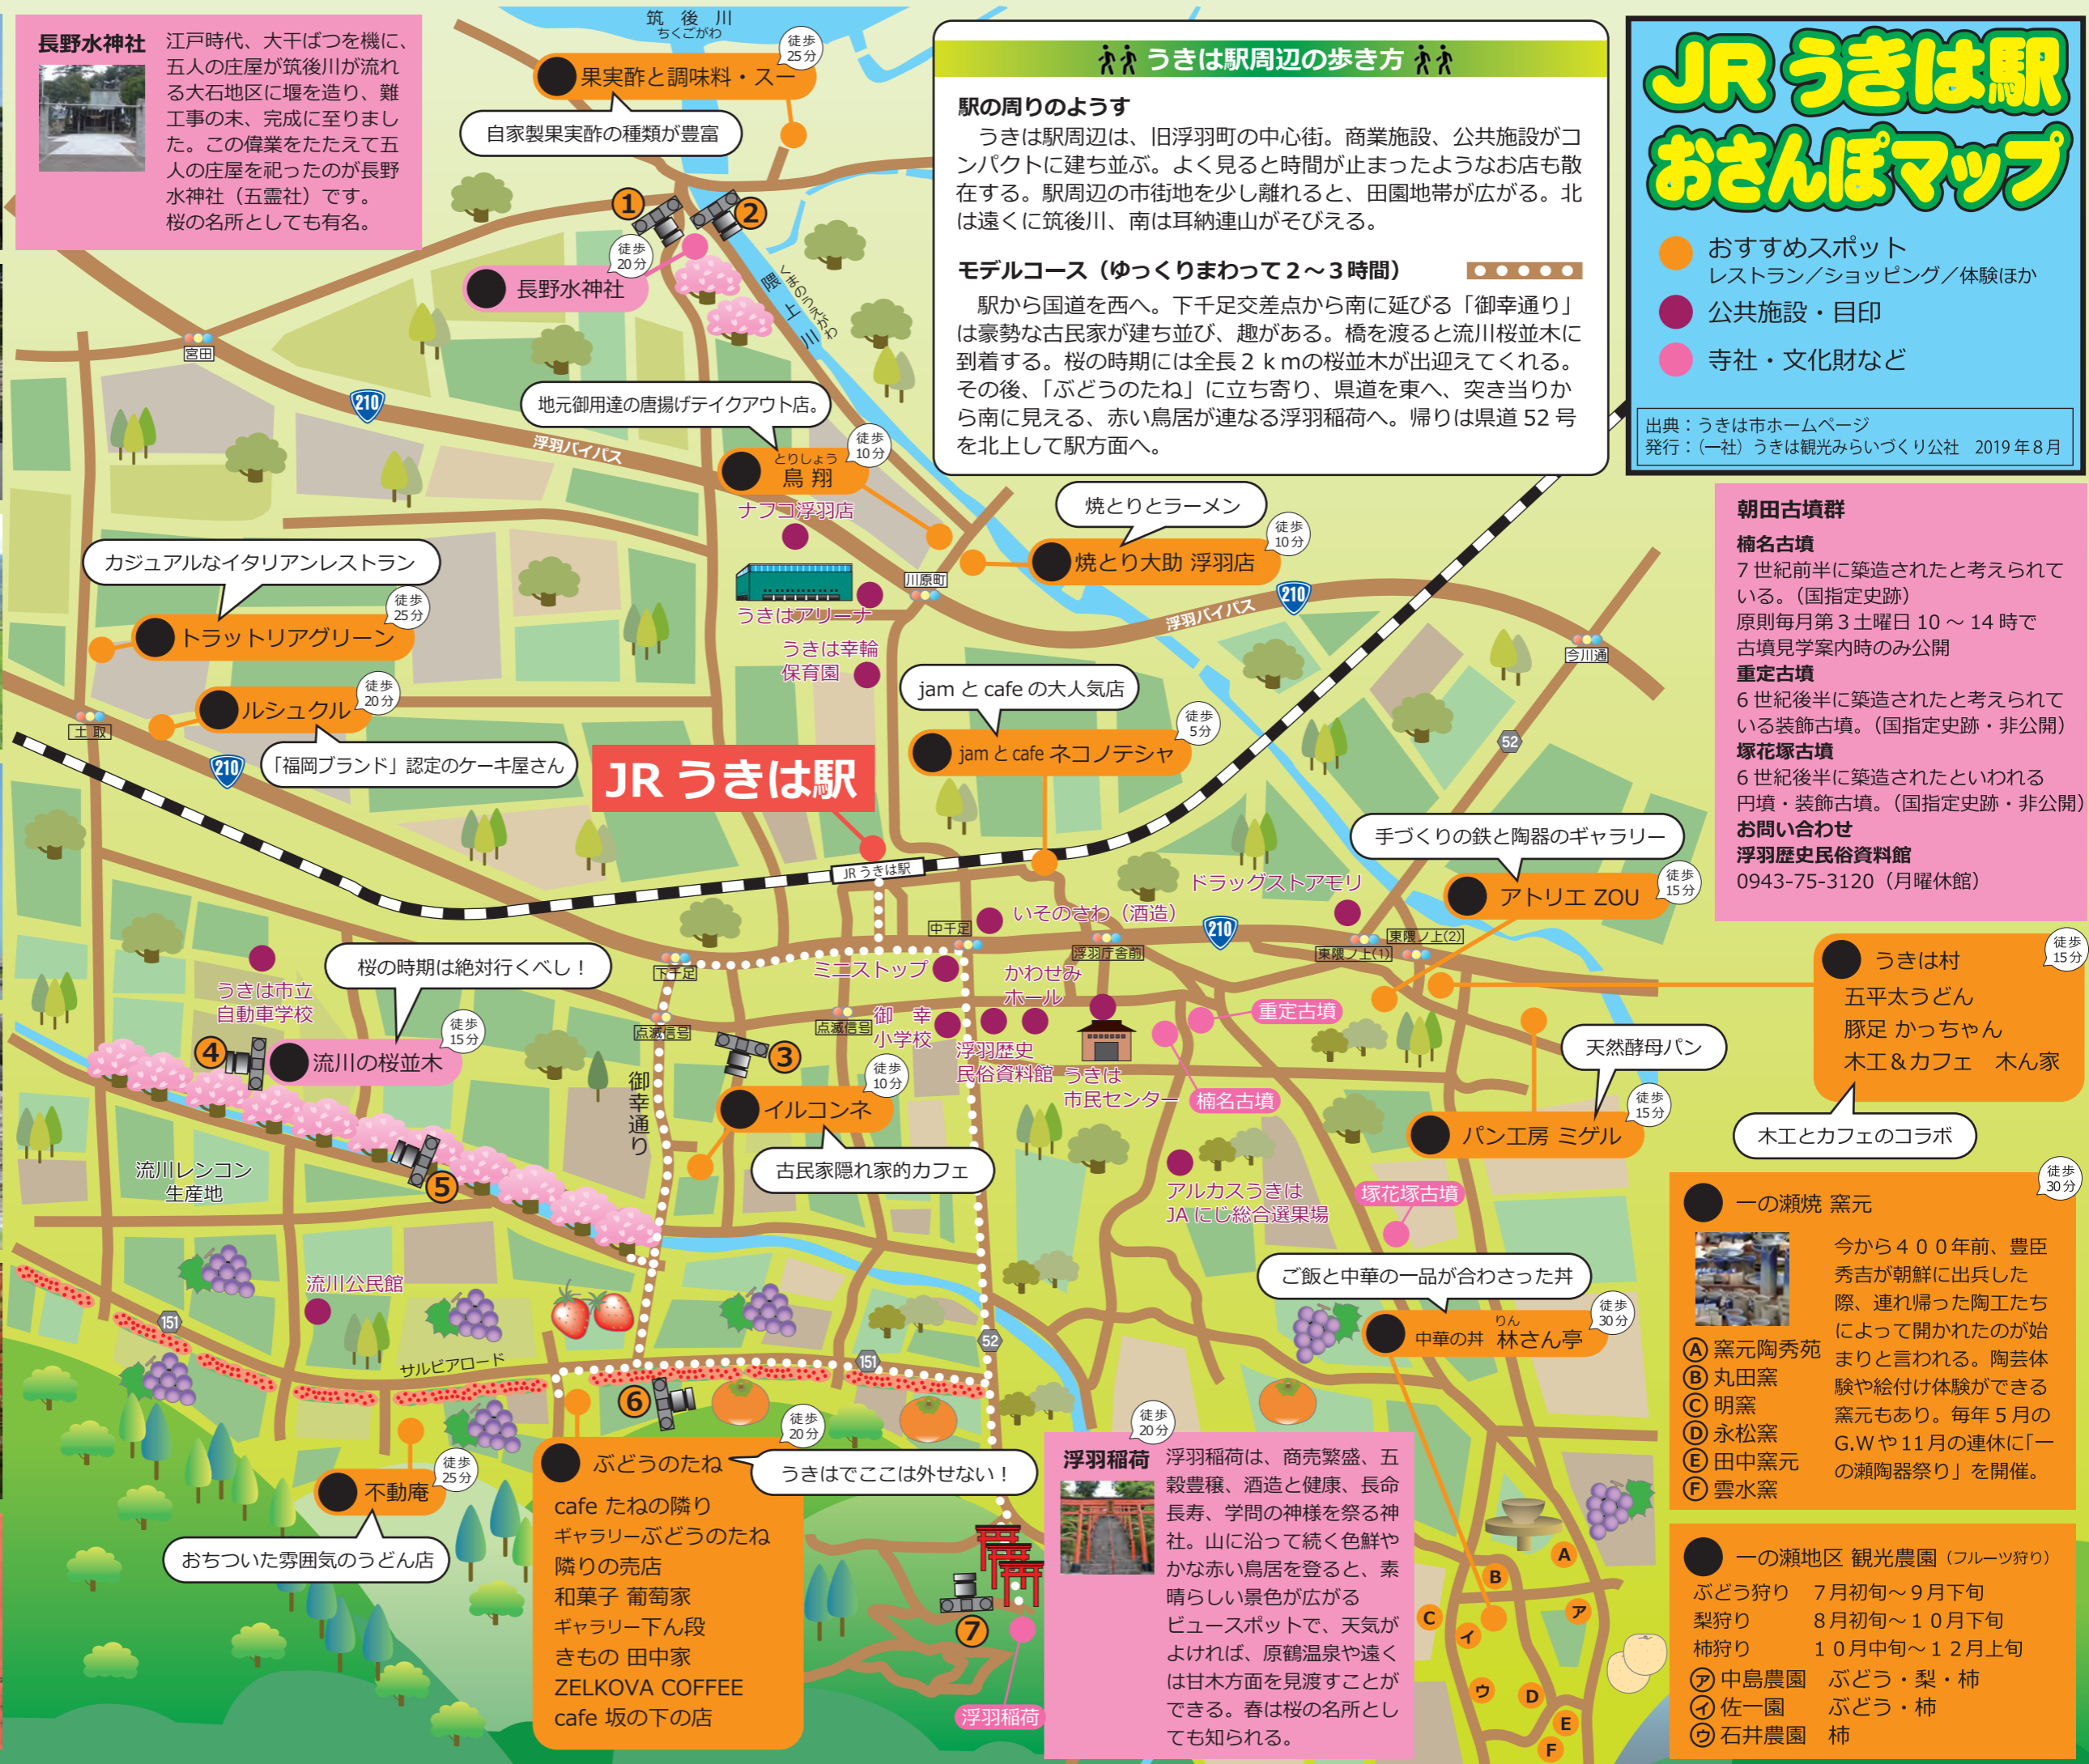 長野水神社
江戸時代、大干ばつを機に、
五人の庄屋が筑後川が流れ
る大石地区に堰を造り、難
工事の末、完成に至りまし
た。この偉業をたたえて五
人の庄屋を祀ったのが長野
水神社（五霊社）です。
桜の名所としても有名。
筑後川
ちくごがわ
徒歩
25分
果実酢と調味料・スー
自家製果実酢の種類が豊富
①
②
徒歩
20分
長野水神社
隈上川
くまのうえがわ
うきは駅周辺の歩き方
駅の周りのようす
うきは駅周辺は、旧浮羽町の中心街。商業施設、公共施設がコ
ンパクトに建ち並ぶ。よく見ると時間が止まったようなお店も散
在する。駅周辺の市街地を少し離れると、田園地帯が広がる。北
は遠くに筑後川、南は耳納連山がそびえる。
モデルコース（ゆっくりまわって２～３時間）
駅から国道を西へ。下千足交差点から南に延びる「御幸通り」
は豪勢な古民家が建ち並び、趣がある。橋を渡ると流川桜並木に
到着する。桜の時期には全長２ｋｍの桜並木が出迎えてくれる。
その後、「ぶどうのたね」に立ち寄り、県道を東へ、突き当りか
ら南に見える、赤い鳥居が連なる浮羽稲荷へ。帰りは県道 52 号
を北上して駅方面へ。
JR うきは駅
おさんぽマップ
おすすめスポット
レストラン／ショッピング／体験ほか
公共施設・目印
寺社・文化財など
出典：うきは市ホームページ
発行：（一社）うきは観光みらいづくり公社　2019年８月
宮田
210
浮羽バイパス
地元御用達の唐揚げテイクアウト店。
徒歩
10分
とりしょう
鳥 翔
ナフコ浮羽店
焼とりとラーメン
徒歩
10分
焼とり大助 浮羽店
川原町
うきはアリーナ
うきは幸輪
保育園
浮羽バイパス
210
今川通
52
朝田古墳群
楠名古墳
７世紀前半に築造されたと考えられて
いる。（国指定史跡）
原則毎月第３土曜日 10 ～ 14 時で
古墳見学案内時のみ公開
重定古墳
６世紀後半に築造されたと考えられて
いる装飾古墳。（国指定史跡・非公開）
塚花塚古墳
６世紀後半に築造されたといわれる
円墳・装飾古墳。（国指定史跡・非公開）
お問い合わせ
浮羽歴史民俗資料館
0943-75-3120（月曜休館）
カジュアルなイタリアンレストラン
徒歩
25分
トラットリアグリーン
徒歩
20分
ルシュクル
土取
210
「福岡ブランド」認定のケーキ屋さん
jam と cafe の大人気店
徒歩
5分
jam と cafe ネコノテシャ
JR うきは駅
JR うきは駅
手づくりの鉄と陶器のギャラリー
徒歩
15分
アトリエ ZOU
ドラッグストアモリ
いそのさわ（酒造）
中千足
210
浮羽庁舎前
東隈ノ上(1)
東隈ノ上(2)
下千足
ミニストップ
かわせみ
ホール
点滅信号
点滅信号
御幸
小学校
浮羽歴史
民俗資料館
うきは
市民センター
重定古墳
楠名古墳
徒歩
15分
うきは村
五平太うどん
豚足 かっちゃん
木工＆カフェ　木ん家
木工とカフェのコラボ
天然酵母パン
徒歩
15分
パン工房 ミゲル
うきは市立
自動車学校
桜の時期は絶対行くべし！
徒歩
15分
④
流川の桜並木
③
徒歩
10分
イルコンネ
古民家隠れ家的カフェ
御幸通り
流川レンコン
生産地
⑤
アルカスうきは
JA にじ総合選果場
塚花塚古墳
徒歩
30分
一の瀬焼 窯元
今から４００年前、豊臣
秀吉が朝鮮に出兵した
際、連れ帰った陶工たち
によって開かれたのが始
まりと言われる。陶芸体
験や絵付け体験ができる
窯元もあり。毎年５月の
G.W や 11 月の連休に「一
の瀬陶器祭り」を開催。
Ⓐ 窯元陶秀苑
Ⓑ 丸田窯
Ⓒ 明窯
Ⓓ 永松窯
Ⓔ 田中窯元
Ⓕ 雲水窯
流川公民館
151
サルビアロード
151
52
ご飯と中華の一品が合わさった丼
徒歩
30分
りん
中華の丼 林さん亭
⑥
徒歩
25分
不動庵
おちついた雰囲気のうどん店
徒歩
20分
ぶどうのたね
うきはでここは外せない！
cafe たねの隣り
ギャラリーぶどうのたね
隣りの売店
和菓子 葡萄家
ギャラリー下ん段
きもの 田中家
ZELKOVA COFFEE
cafe 坂の下の店
⑦
浮羽稲荷
徒歩
20分
浮羽稲荷
浮羽稲荷は、商売繁盛、五
穀豊穣、酒造と健康、長命
長寿、学問の神様を祭る神
社。山に沿って続く色鮮や
かな赤い鳥居を登ると、素
晴らしい景色が広がる
ビュースポットで、天気が
よければ、原鶴温泉や遠く
は甘木方面を見渡すことが
できる。春は桜の名所とし
ても知られる。
A
B
C
ア
イ
ウ
D
E
F
一の瀬地区 観光農園（フルーツ狩り）
ぶどう狩り　７月初旬～９月下旬
梨狩り　８月初旬～１０月下旬
柿狩り　１０月中旬～１２月上旬
㋐ 中島農園　ぶどう・梨・柿
㋑ 佐一園　ぶどう・柿
㋒ 石井農園　柿